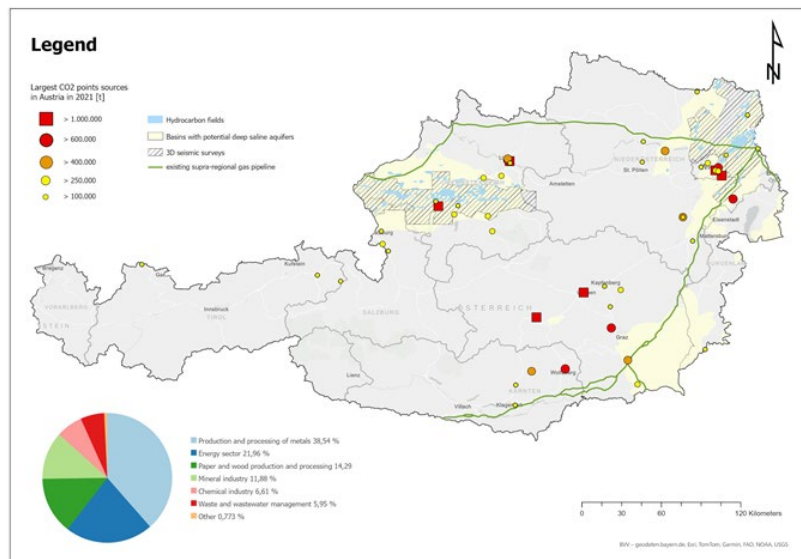 Legend
N
Largest CO2 points sources
in Austria in 2021 [t]
> 1.000.000
> 600.000
> 400.000
> 250.000
> 100.000
Hydrocarbon fields
Basins with potential deep saline aquifers
3D seismic surveys
existing supra-regional gas pipeline
NIEDERÖSTERREICH
St. Pölten
Amstetten
Eisenstadt
Bregenz
Kufstein
Kapfenberg
VORARLBERG
STEIN
Innsbruck
TIROL
SALZBURG
ÖSTERREICH
Graz
Lienz
KÄRNTEN
Villach
Production and processing of metals 38,54 %
Energy sector 21,96 %
Paper and wood production and processing 14,29
Mineral industry 11,88 %
Chemical industry 6,61 %
Waste and wastewater management 5,95 %
Other 0,773 %
0 30 60 120 Kilometers
BVV – geodaten.bayern.de, Esri, TomTom, Garmin, FAO, NOAA, USGS